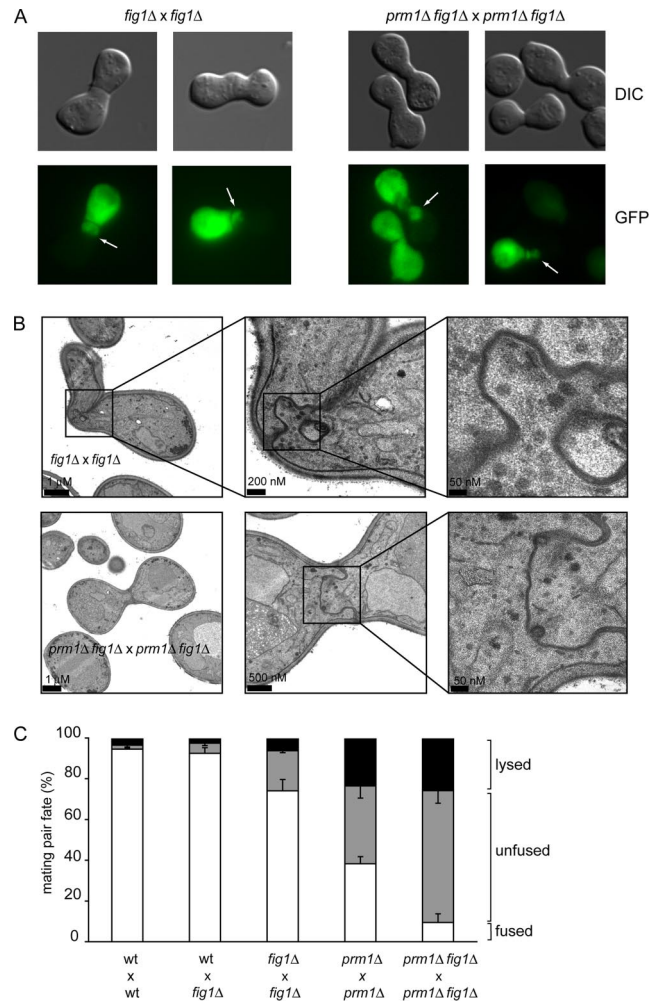 A
fig1Δ x fig1Δ
prm1Δ fig1Δ x prm1Δ fig1Δ
DIC
GFP
B
fig1Δ x fig1Δ
1 µM
200 nM
50 nM
prm1Δ fig1Δ x prm1Δ fig1Δ
1 µM
500 nM
50 nM
C
mating pair fate (%)
100
80
60
40
20
0
lysed
unfused
fused
wt
x
wt
wt
x
fig1Δ
fig1Δ
x
fig1Δ
prm1Δ
x
prm1Δ
prm1Δ fig1Δ
x
prm1Δ fig1Δ